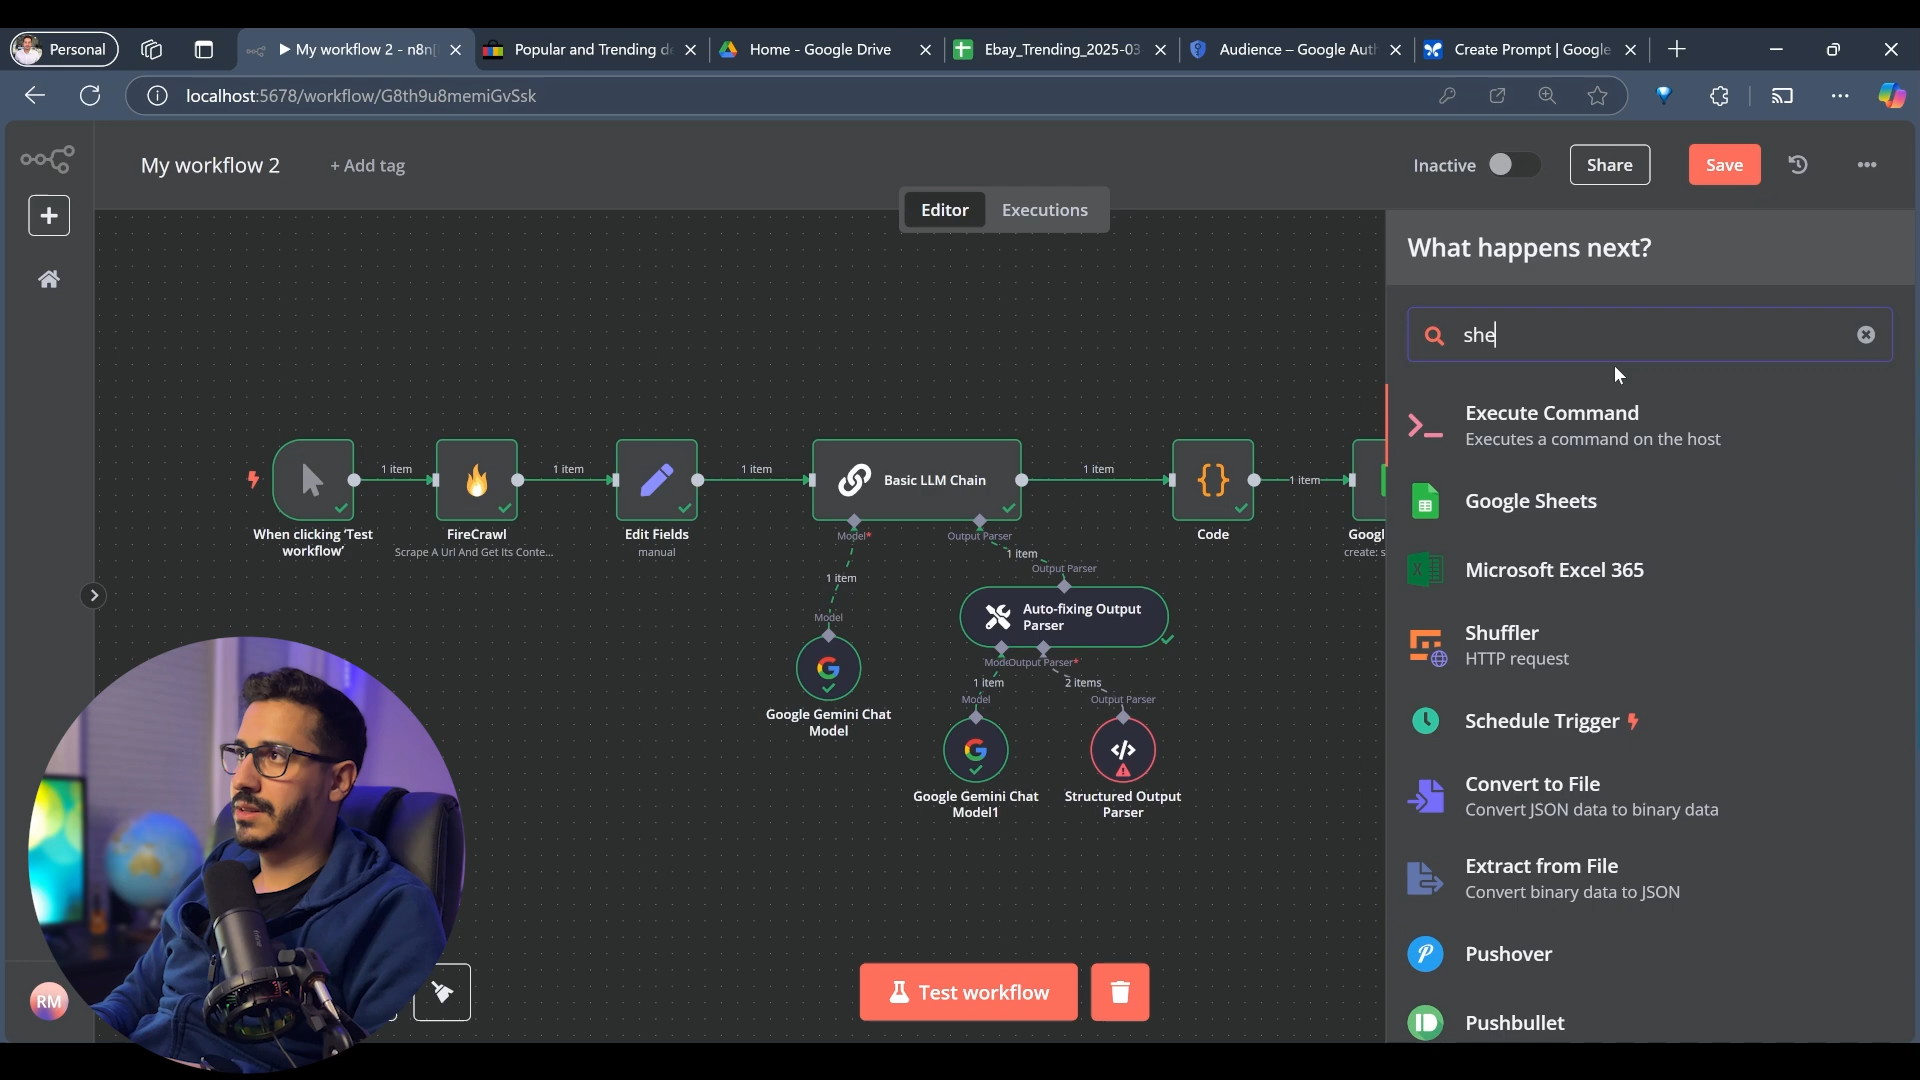 Personal
My workflow 2 - n8n[
Popular and Trending de
Home - Google Drive
Ebay_Trending_2025-03
Audience – Google Auth
Create Prompt | Google
localhost:5678/workflow/G8th9u8memiGvSsk
My workflow 2
+ Add tag
Inactive
Share
Save
Editor
Executions
What happens next?
she
Execute Command
Executes a command on the host
Google Sheets
Microsoft Excel 365
Shuffler
HTTP request
Schedule Trigger
Convert to File
Convert JSON data to binary data
Extract from File
Convert binary data to JSON
Pushover
Pushbullet
1 item
1 item
1 item
1 item
1 item
Basic LLM Chain
When clicking ‘Test
workflow’
FireCrawl
Scrape A Url And Get Its Conte...
Edit Fields
manual
Model*
Output Parser
Code
Googl
create: s
1 item
Output Parser
1 item
Model
Auto-fixing Output
Parser
Google Gemini Chat
Model
Output Parser*
1 item
2 items
Model
Output Parser
Google Gemini Chat
Model1
Structured Output
Parser
RM
Test workflow